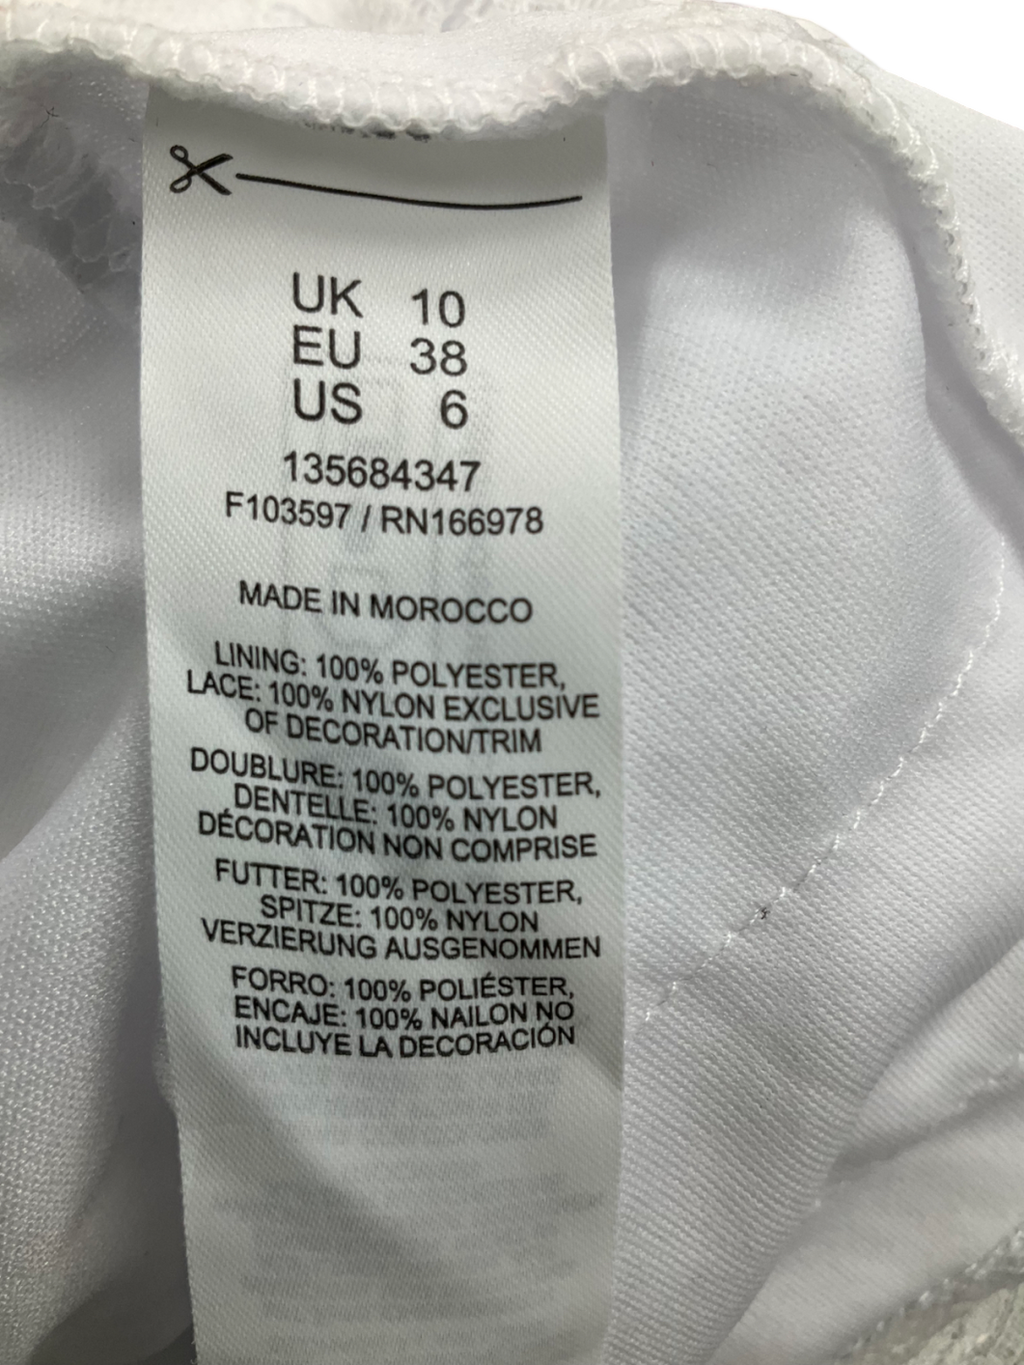 UK 10
EU 38
US 6
135684347
F103597 / RN166978
MADE IN MOROCCO
LINING: 100% POLYESTER,
LACE: 100% NYLON EXCLUSIVE
OF DECORATION/TRIM
DOUBLURE: 100% POLYESTER,
DENTELLE: 100% NYLON
DÉCORATION NON COMPRISE
FUTTER: 100% POLYESTER,
SPITZE: 100% NYLON
VERZIERUNG AUSGENOMMEN
FORRO: 100% POLIÉSTER,
ENCAJE: 100% NAILON NO
INCLUYE LA DECORACIÓN